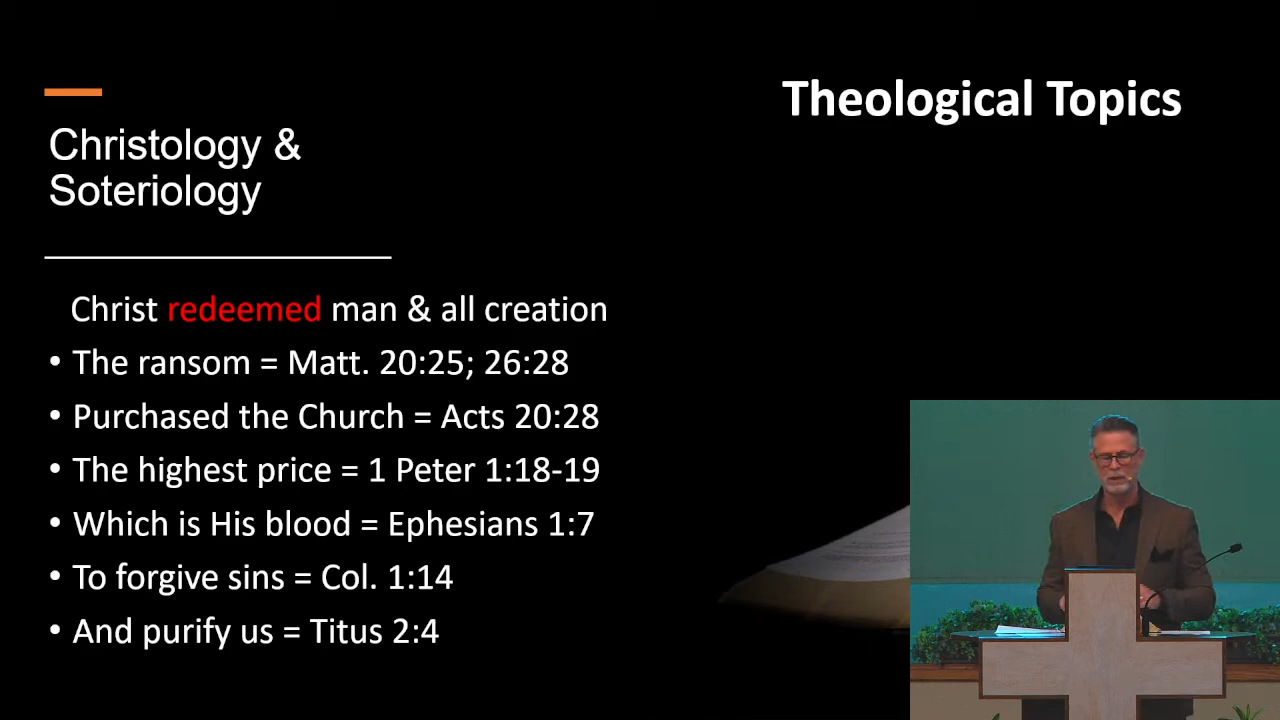 Theological Topics
Christology &
Soteriology
Christ redeemed man & all creation
• The ransom = Matt. 20:25; 26:28
• Purchased the Church = Acts 20:28
• The highest price = 1 Peter 1:18-19
• Which is His blood = Ephesians 1:7
• To forgive sins = Col. 1:14
• And purify us = Titus 2:4